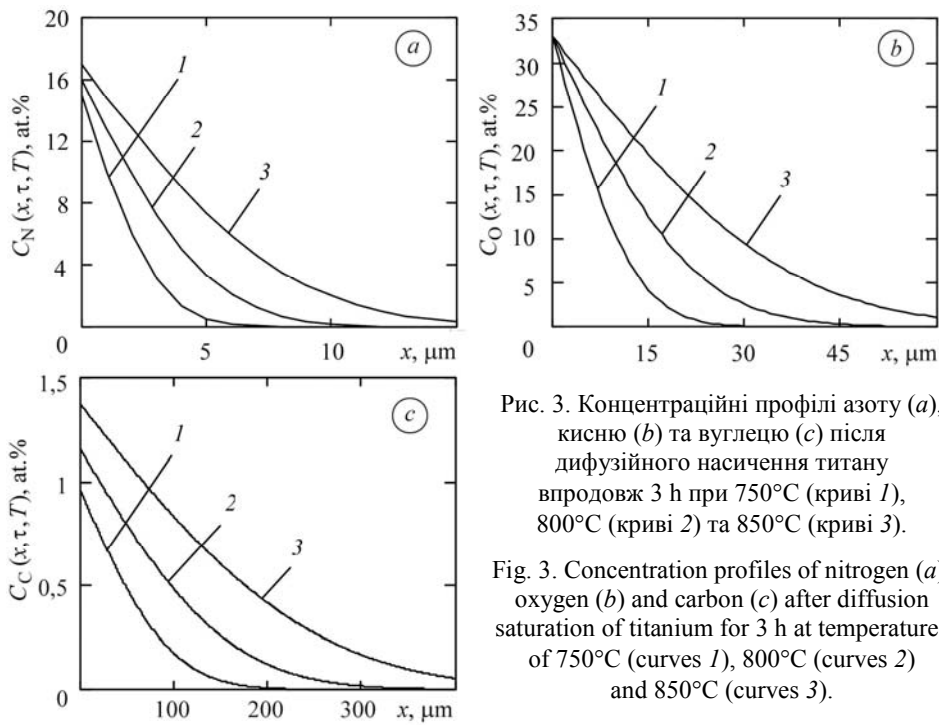 20
16
12
8
4
0
C_N (x, τ, T), at.%
a
1
2
3
5
10
x, μm
35
30
25
20
15
10
5
0
C_O (x, τ, T), at.%
b
1
2
3
15
30
45
x, μm
1,5
1
0,5
0
C_C (x, τ, T), at.%
c
1
2
3
100
200
300
x, μm
Рис. 3. Концентраційні профілі азоту (a),
кисню (b) та вуглецю (c) після
дифузійного насичення титану
впродовж 3 h при 750°C (криві 1),
800°C (криві 2) та 850°C (криві 3).
Fig. 3. Concentration profiles of nitrogen (a)
oxygen (b) and carbon (c) after diffusion
saturation of titanium for 3 h at temperature
of 750°C (curves 1), 800°C (curves 2)
and 850°C (curves 3).